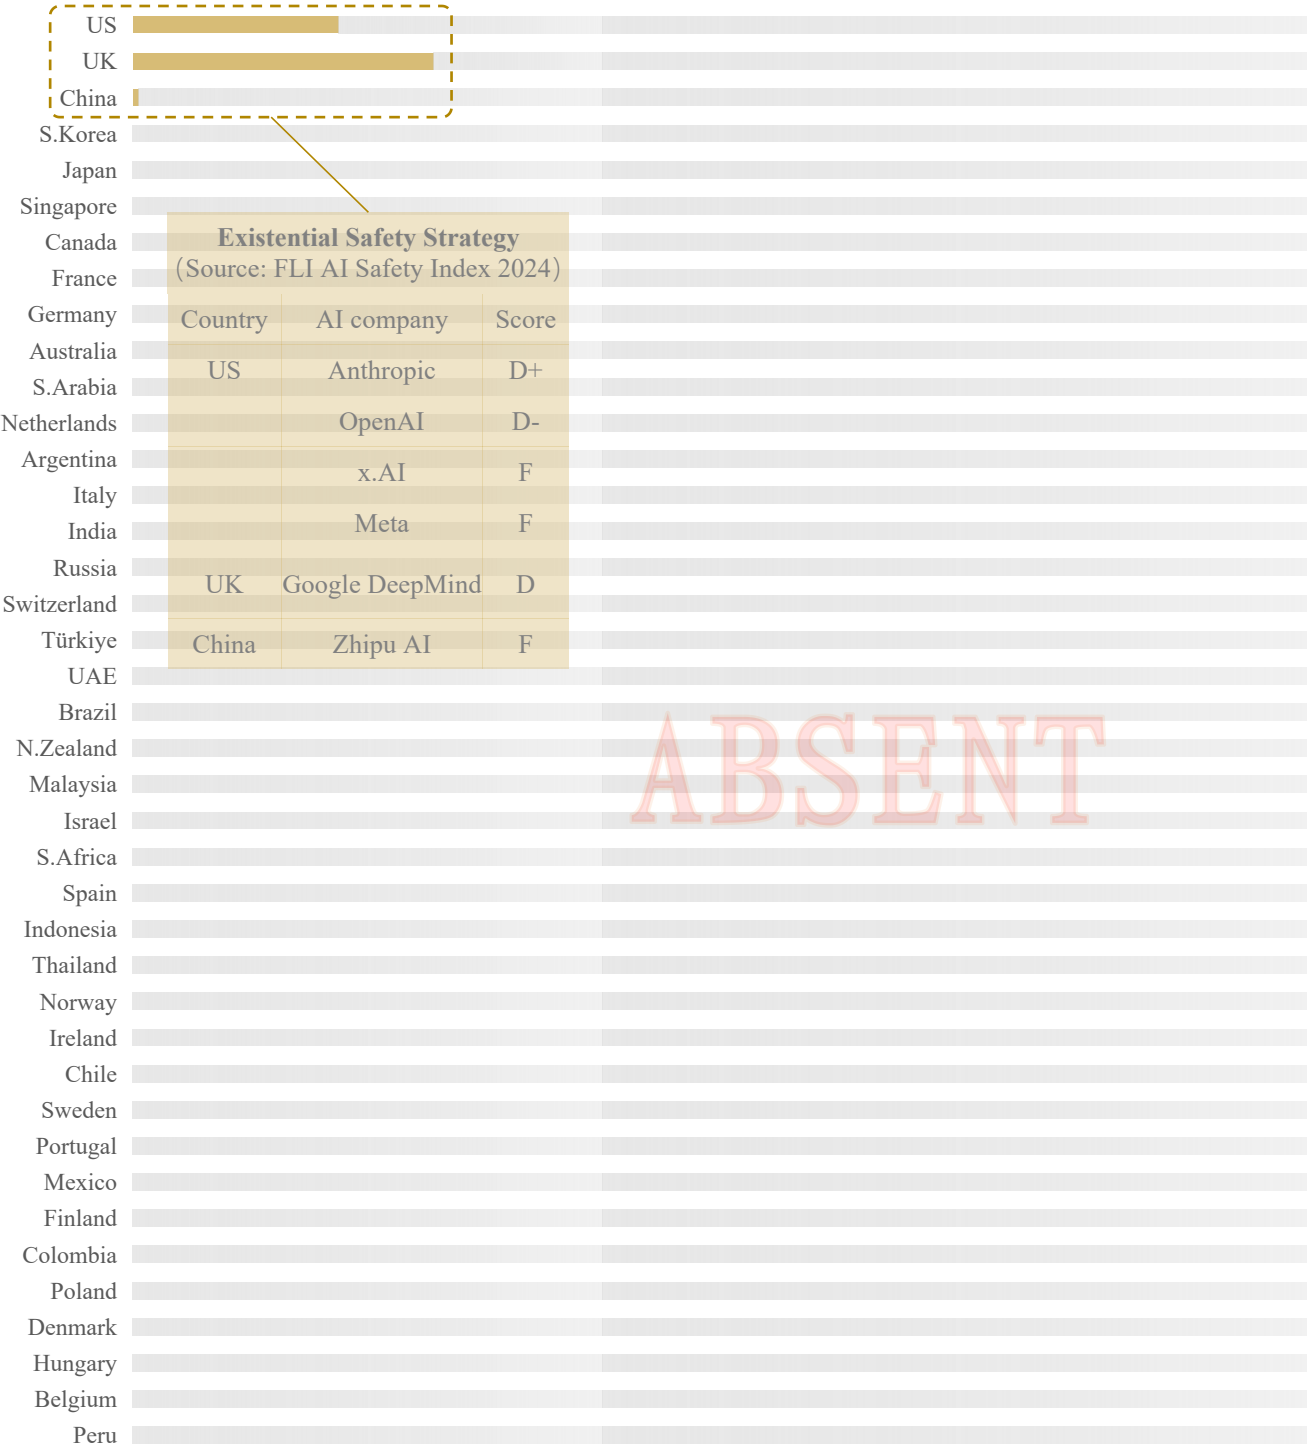 US
UK
China
S.Korea
Japan
Singapore
Canada
France
Germany
Australia
S.Arabia
Netherlands
Argentina
Italy
India
Russia
Switzerland
Türkiye
UAE
Brazil
N.Zealand
Malaysia
Israel
S.Africa
Spain
Indonesia
Thailand
Norway
Ireland
Chile
Sweden
Portugal
Mexico
Finland
Colombia
Poland
Denmark
Hungary
Belgium
Peru
Existential Safety Strategy
(Source: FLI AI Safety Index 2024)
Country AI company Score
US Anthropic D+
OpenAI D-
x.AI F
Meta F
UK Google DeepMind D
China Zhipu AI F
ABSENT